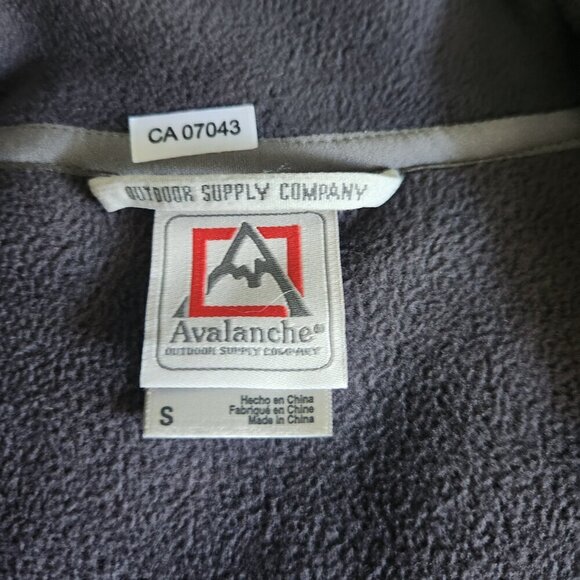 CA 07043
OUTDOOR SUPPLY COMPANY
Avalanche®
OUTDOOR SUPPLY COMPANY
S
Hecho en China
Fabriqué en Chine
Made in China